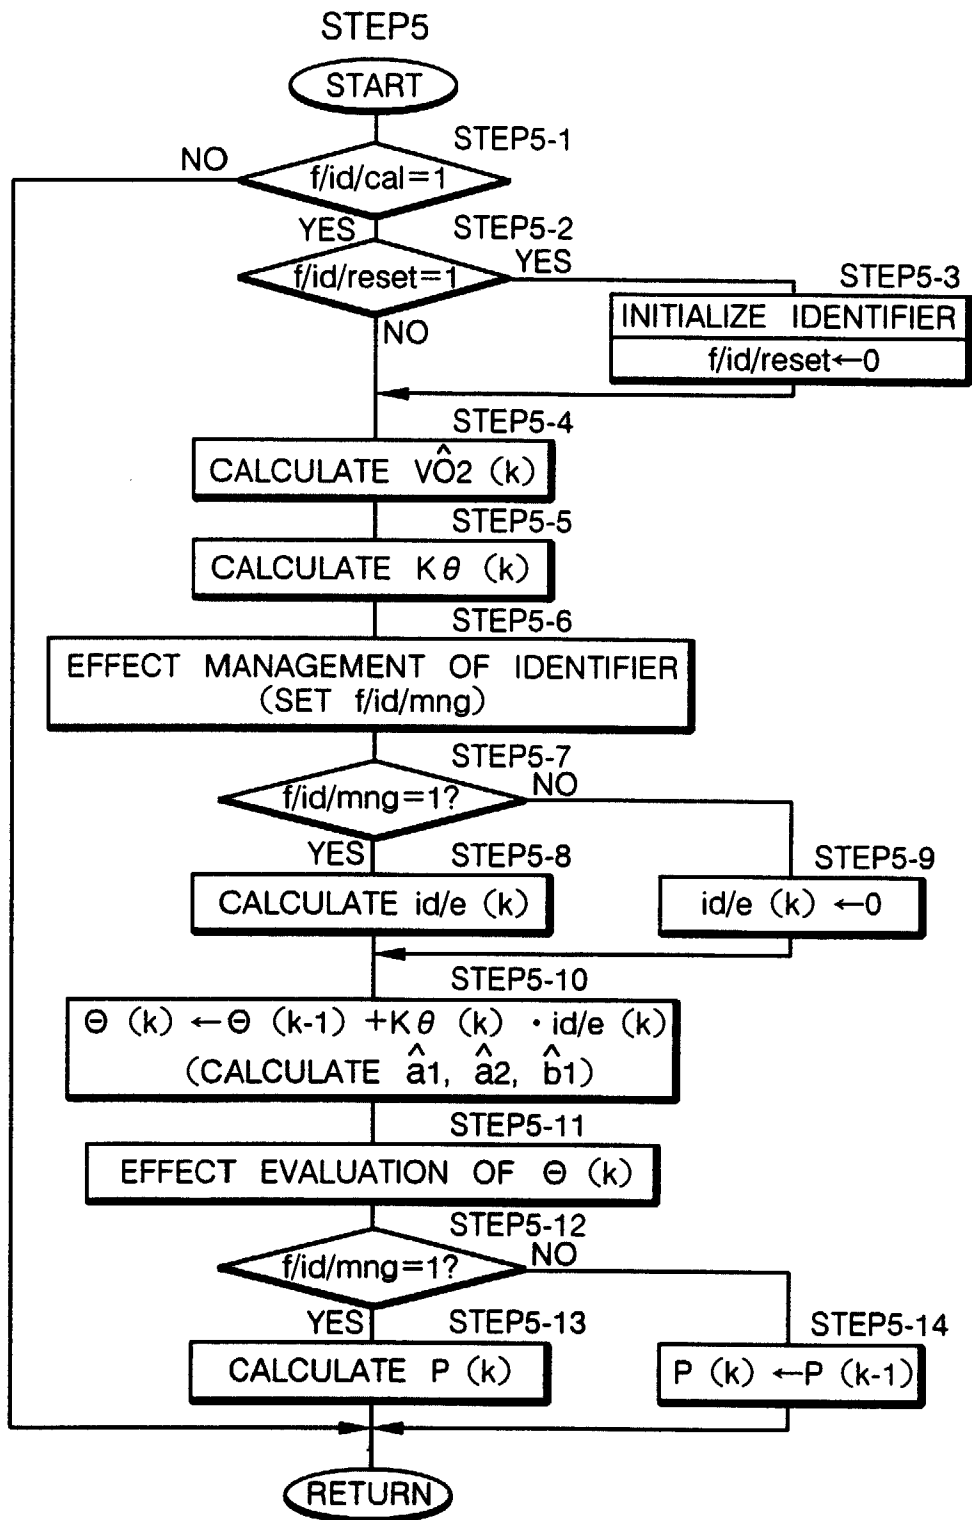 STEP5
START
STEP5-1
NO
f/id/cal=1
YES
STEP5-2
f/id/reset=1
YES
NO
STEP5-3
INITIALIZE IDENTIFIER
f/id/reset←0
STEP5-4
CALCULATE VÔ2 (k)
STEP5-5
CALCULATE Kθ (k)
STEP5-6
EFFECT MANAGEMENT OF IDENTIFIER
(SET f/id/mng)
STEP5-7
f/id/mng=1?
NO
YES
STEP5-8
CALCULATE id/e (k)
STEP5-9
id/e (k) ←0
STEP5-10
Θ (k) ←Θ (k-1) +Kθ (k) · id/e (k)
(CALCULATE â1, â2, b̂1)
STEP5-11
EFFECT EVALUATION OF Θ (k)
STEP5-12
f/id/mng=1?
NO
YES
STEP5-13
CALCULATE P (k)
STEP5-14
P (k) ←P (k-1)
RETURN